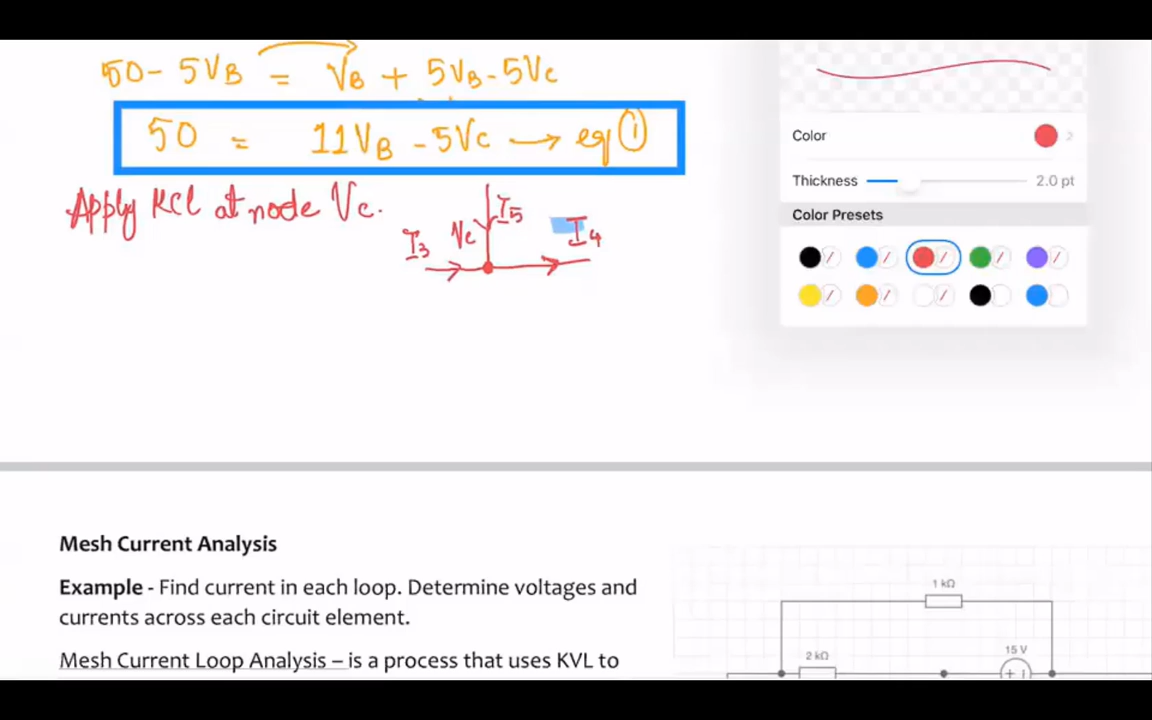 50 - 5VB = VB + 5VB - 5Vc
50 = 11VB - 5Vc → eq ①
Apply KCL at node Vc.
I3 Vc I5 I4
Color
Thickness 2.0 pt
Color Presets
Mesh Current Analysis
Example - Find current in each loop. Determine voltages and
currents across each circuit element.
Mesh Current Loop Analysis – is a process that uses KVL to
1 kΩ
2 kΩ
15 V
+ -